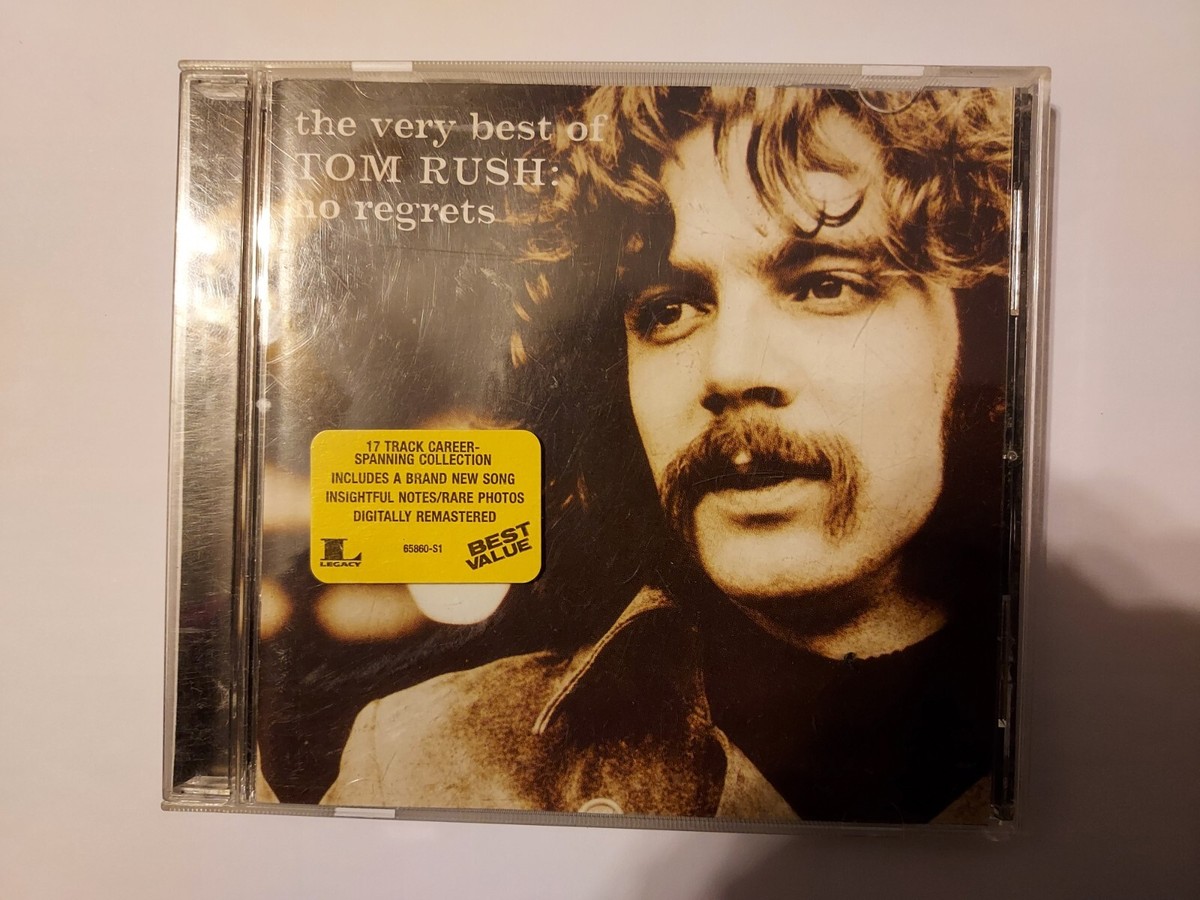 the very best of
TOM RUSH:
no regrets
17 TRACK CAREER-
SPANNING COLLECTION
INCLUDES A BRAND NEW SONG
INSIGHTFUL NOTES/RARE PHOTOS
DIGITALLY REMASTERED
L
LEGACY
65860-S1
BEST
VALUE